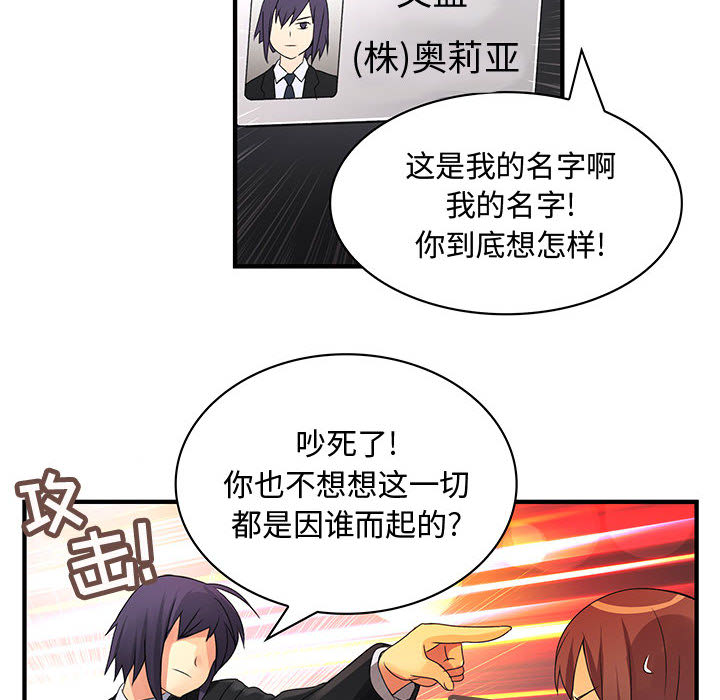 (株)奥莉亚
这是我的名字啊
我的名字!
你到底想怎样!
吵死了!
你也不想想这一切
都是因谁而起的?
攻
击!